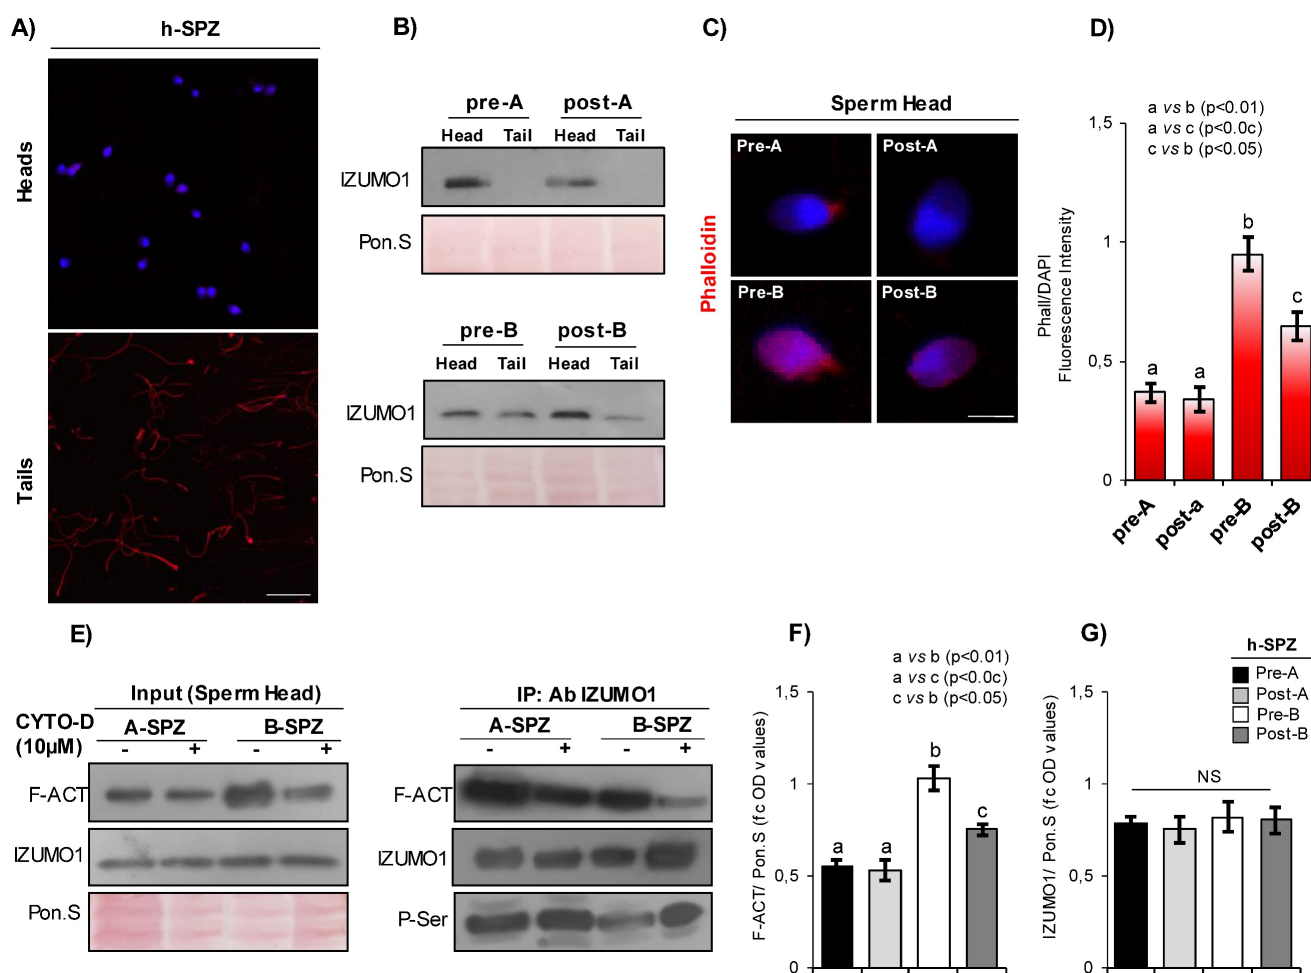 A)
h-SPZ
Heads
Tails
B)
pre-A post-A
Head Tail Head Tail
IZUMO1
Pon.S
pre-B post-B
Head Tail Head Tail
IZUMO1
Pon.S
C)
Sperm Head
Phalloidin
Pre-A Post-A
Pre-B Post-B
D)
a vs b (p<0.01)
a vs c (p<0.0c)
c vs b (p<0.05)
Phall/DAPI
Fluorescence Intensity
1,5
1
0,5
0
a a b c
pre-A post-a pre-B post-B
E)
Input (Sperm Head)
CYTO-D
(10µM)
A-SPZ B-SPZ
- + - +
F-ACT
IZUMO1
Pon.S
IP: Ab IZUMO1
A-SPZ B-SPZ
- + - +
F-ACT
IZUMO1
P-Ser
F)
a vs b (p<0.01)
a vs c (p<0.0c)
c vs b (p<0.05)
F-ACT/ Pon.S (fc OD values)
1,5
1
0,5
0
a a b c
G)
h-SPZ
Pre-A
Post-A
Pre-B
Post-B
IZUMO1/ Pon.S (fc OD values)
1,5
1
0,5
0
NS